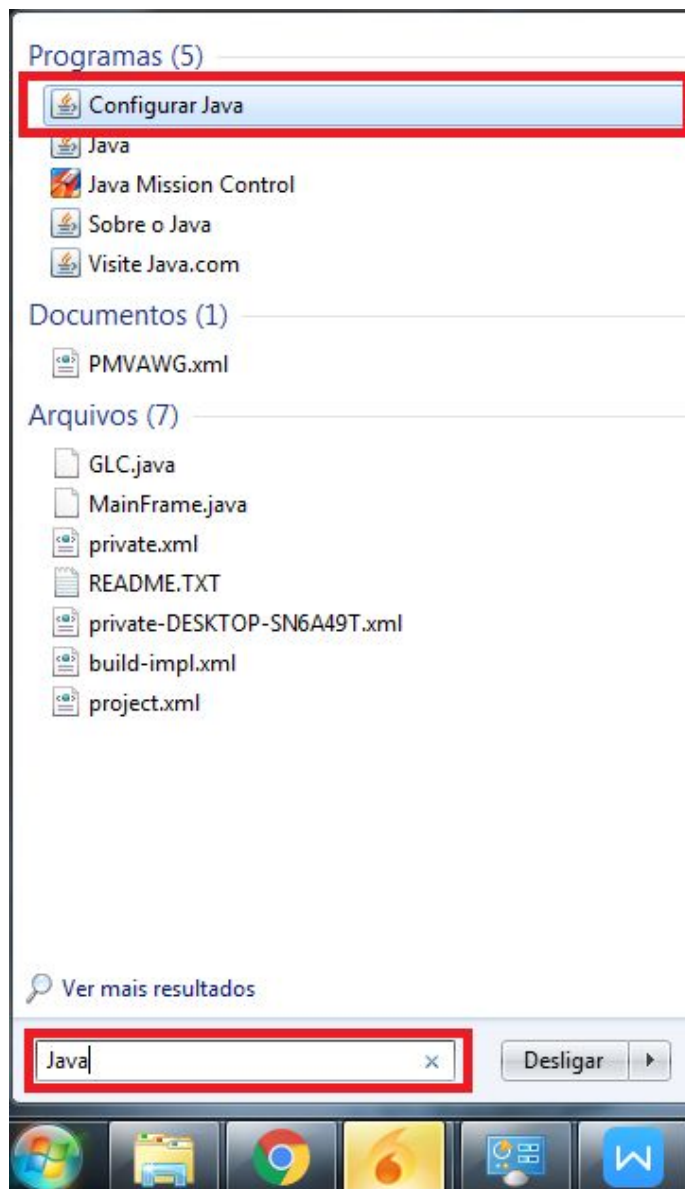 Programas (5)
Configurar Java
Java
Java Mission Control
Sobre o Java
Visite Java.com
Documentos (1)
PMVAWG.xml
Arquivos (7)
GLC.java
MainFrame.java
private.xml
README.TXT
private-DESKTOP-SN6A49T.xml
build-impl.xml
project.xml
Ver mais resultados
Java
Desligar